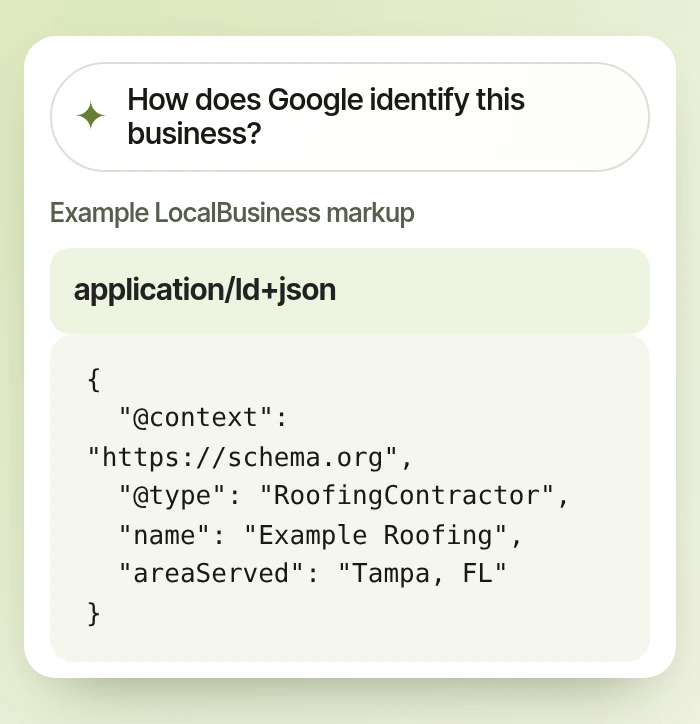 How does Google identify this
business?
Example LocalBusiness markup
application/ld+json
{
  "@context":
"https://schema.org",
  "@type": "RoofingContractor",
  "name": "Example Roofing",
  "areaServed": "Tampa, FL"
}